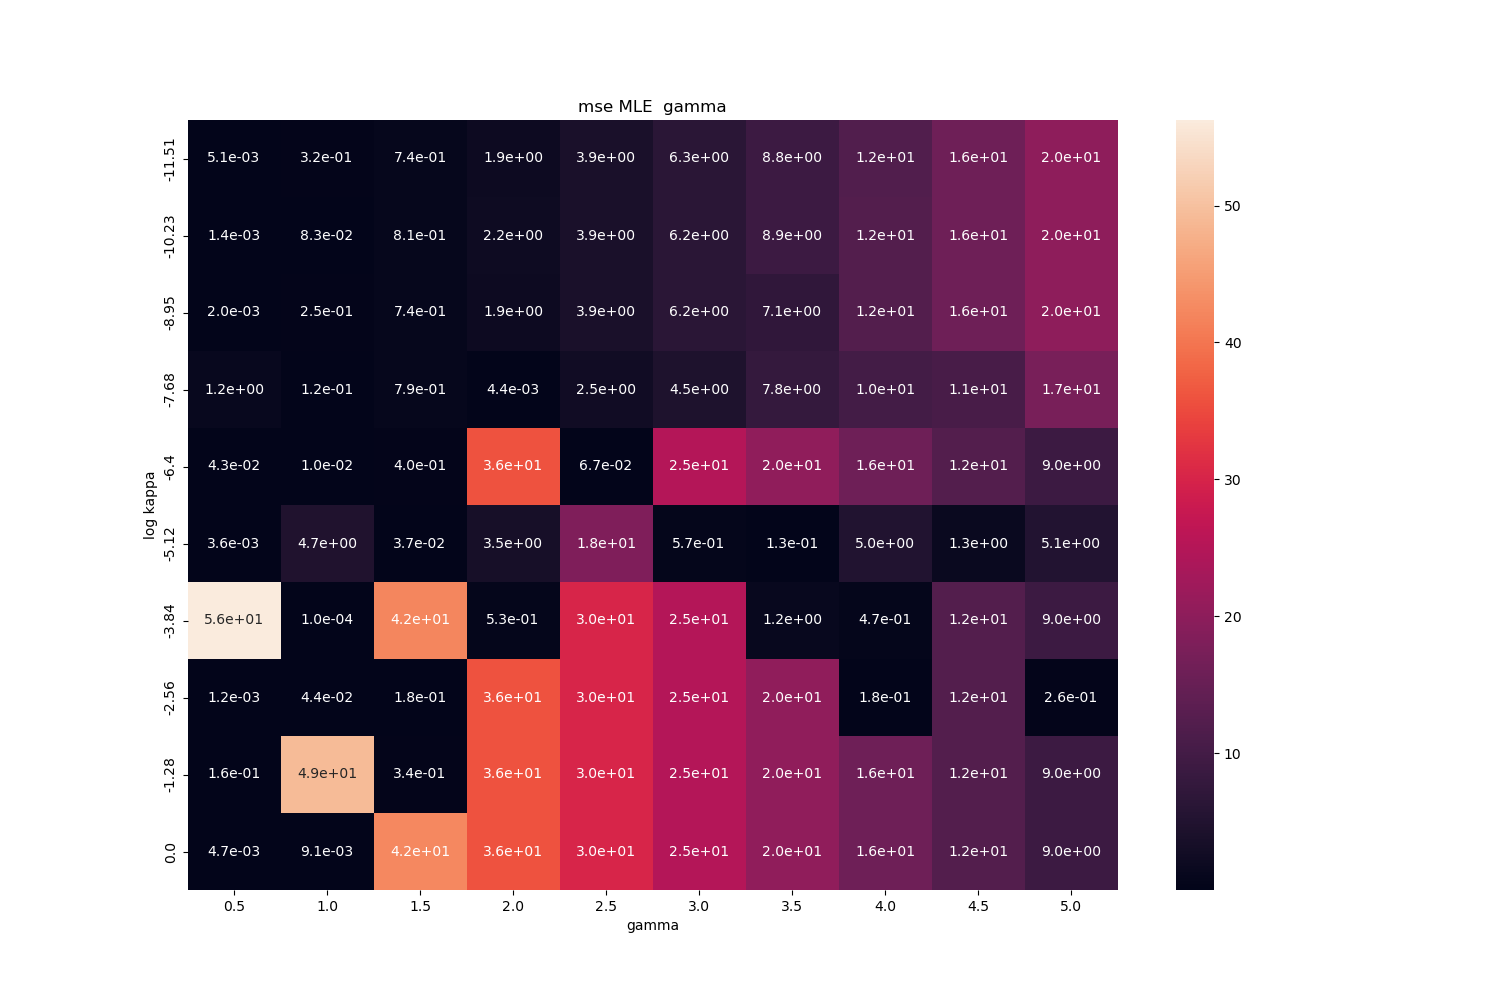 mse MLE  gamma
-11.51 5.1e-03 3.2e-01 7.4e-01 1.9e+00 3.9e+00 6.3e+00 8.8e+00 1.2e+01 1.6e+01 2.0e+01
-10.23 1.4e-03 8.3e-02 8.1e-01 2.2e+00 3.9e+00 6.2e+00 8.9e+00 1.2e+01 1.6e+01 2.0e+01
-8.95 2.0e-03 2.5e-01 7.4e-01 1.9e+00 3.9e+00 6.2e+00 7.1e+00 1.2e+01 1.6e+01 2.0e+01
-7.68 1.2e+00 1.2e-01 7.9e-01 4.4e-03 2.5e+00 4.5e+00 7.8e+00 1.0e+01 1.1e+01 1.7e+01
-6.4 4.3e-02 1.0e-02 4.0e-01 3.6e+01 6.7e-02 2.5e+01 2.0e+01 1.6e+01 1.2e+01 9.0e+00
-5.12 3.6e-03 4.7e+00 3.7e-02 3.5e+00 1.8e+01 5.7e-01 1.3e-01 5.0e+00 1.3e+00 5.1e+00
-3.84 5.6e+01 1.0e-04 4.2e+01 5.3e-01 3.0e+01 2.5e+01 1.2e+00 4.7e-01 1.2e+01 9.0e+00
-2.56 1.2e-03 4.4e-02 1.8e-01 3.6e+01 3.0e+01 2.5e+01 2.0e+01 1.8e-01 1.2e+01 2.6e-01
-1.28 1.6e-01 4.9e+01 3.4e-01 3.6e+01 3.0e+01 2.5e+01 2.0e+01 1.6e+01 1.2e+01 9.0e+00
0.0 4.7e-03 9.1e-03 4.2e+01 3.6e+01 3.0e+01 2.5e+01 2.0e+01 1.6e+01 1.2e+01 9.0e+00
0.5 1.0 1.5 2.0 2.5 3.0 3.5 4.0 4.5 5.0
gamma
log kappa
50
40
30
20
10